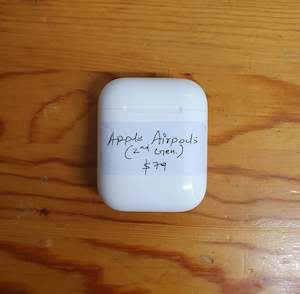 Apple Airpods
(2nd Gen.)
$79